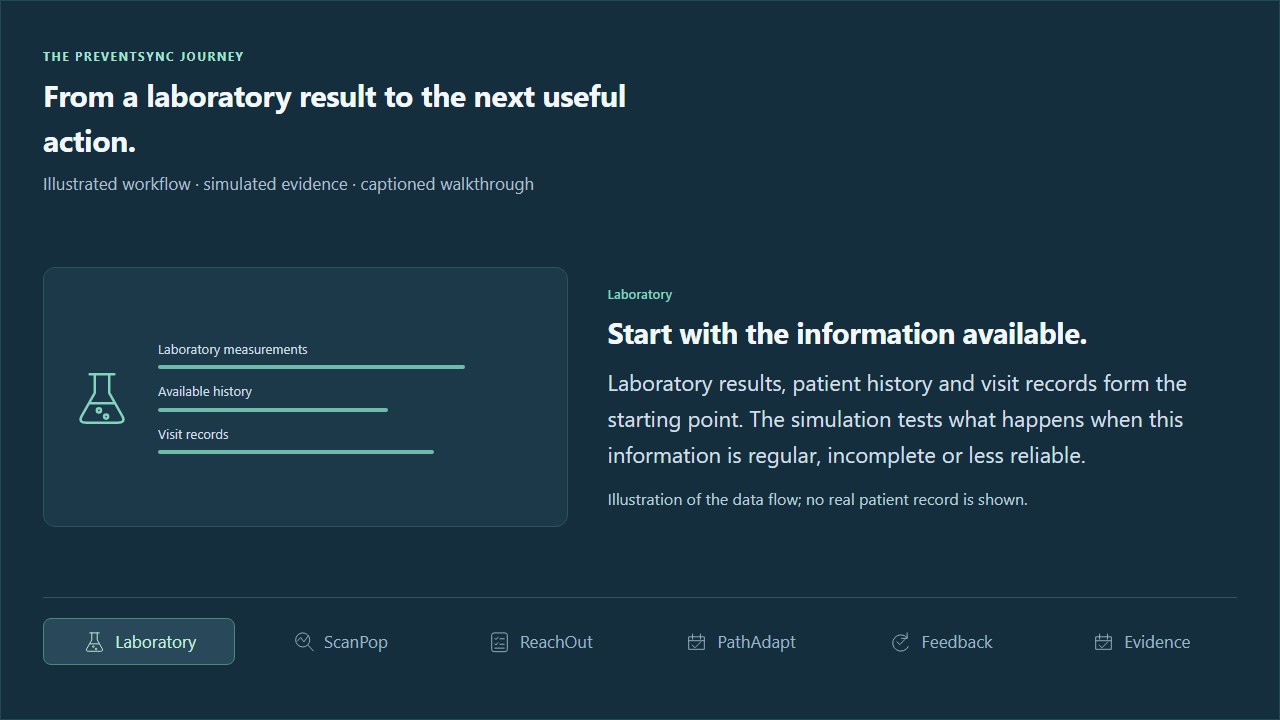 THE PREVENTSYNC JOURNEY
From a laboratory result to the next useful
action.
Illustrated workflow · simulated evidence · captioned walkthrough
Laboratory measurements
Available history
Visit records
Laboratory
Start with the information available.
Laboratory results, patient history and visit records form the
starting point. The simulation tests what happens when this
information is regular, incomplete or less reliable.
Illustration of the data flow; no real patient record is shown.
Laboratory
ScanPop
ReachOut
PathAdapt
Feedback
Evidence